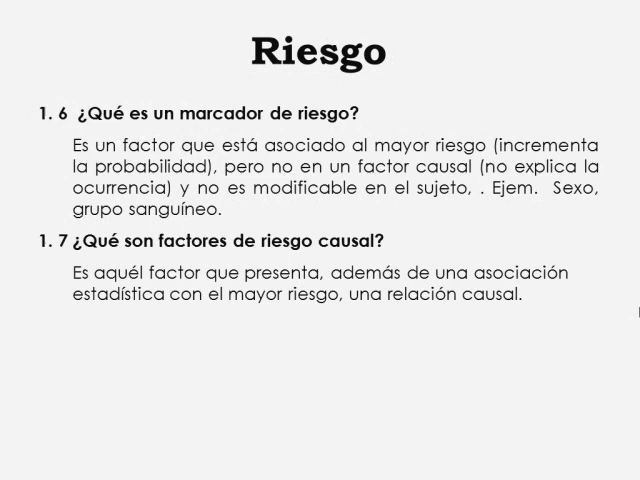 Riesgo
1. 6 ¿Qué es un marcador de riesgo?
Es un factor que está asociado al mayor riesgo (incrementa
la probabilidad), pero no en un factor causal (no explica la
ocurrencia) y no es modificable en el sujeto, . Ejem. Sexo,
grupo sanguíneo.
1. 7 ¿Qué son factores de riesgo causal?
Es aquél factor que presenta, además de una asociación
estadística con el mayor riesgo, una relación causal.